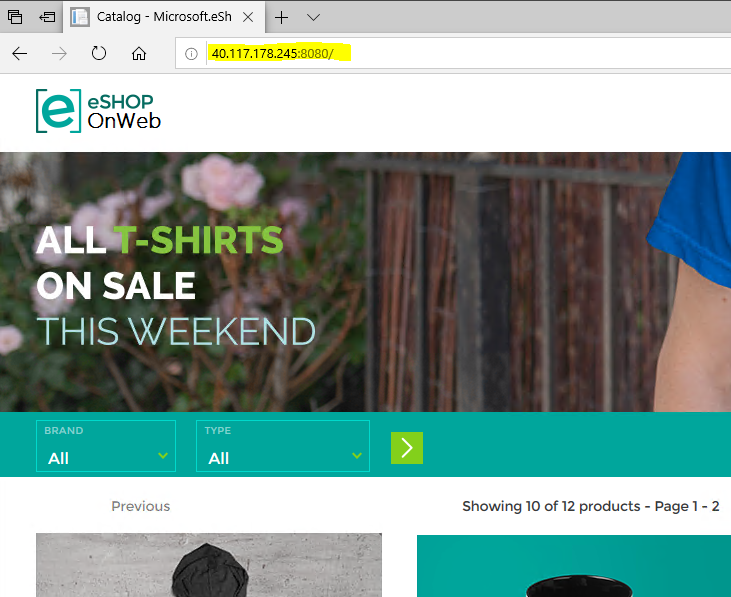 Catalog - Microsoft.eSh
40.117.178.245:8080/
[e] eSHOP
OnWeb
ALL T-SHIRTS
ON SALE
THIS WEEKEND
BRAND
All
TYPE
All
Previous
Showing 10 of 12 products - Page 1 - 2